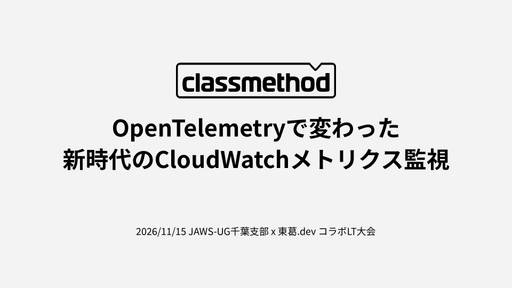 classmethod
OpenTelemetryで変わった
新時代のCloudWatchメトリクス監視
2026/11/15 JAWS-UG千葉支部 x 東葛.dev コラボLT大会